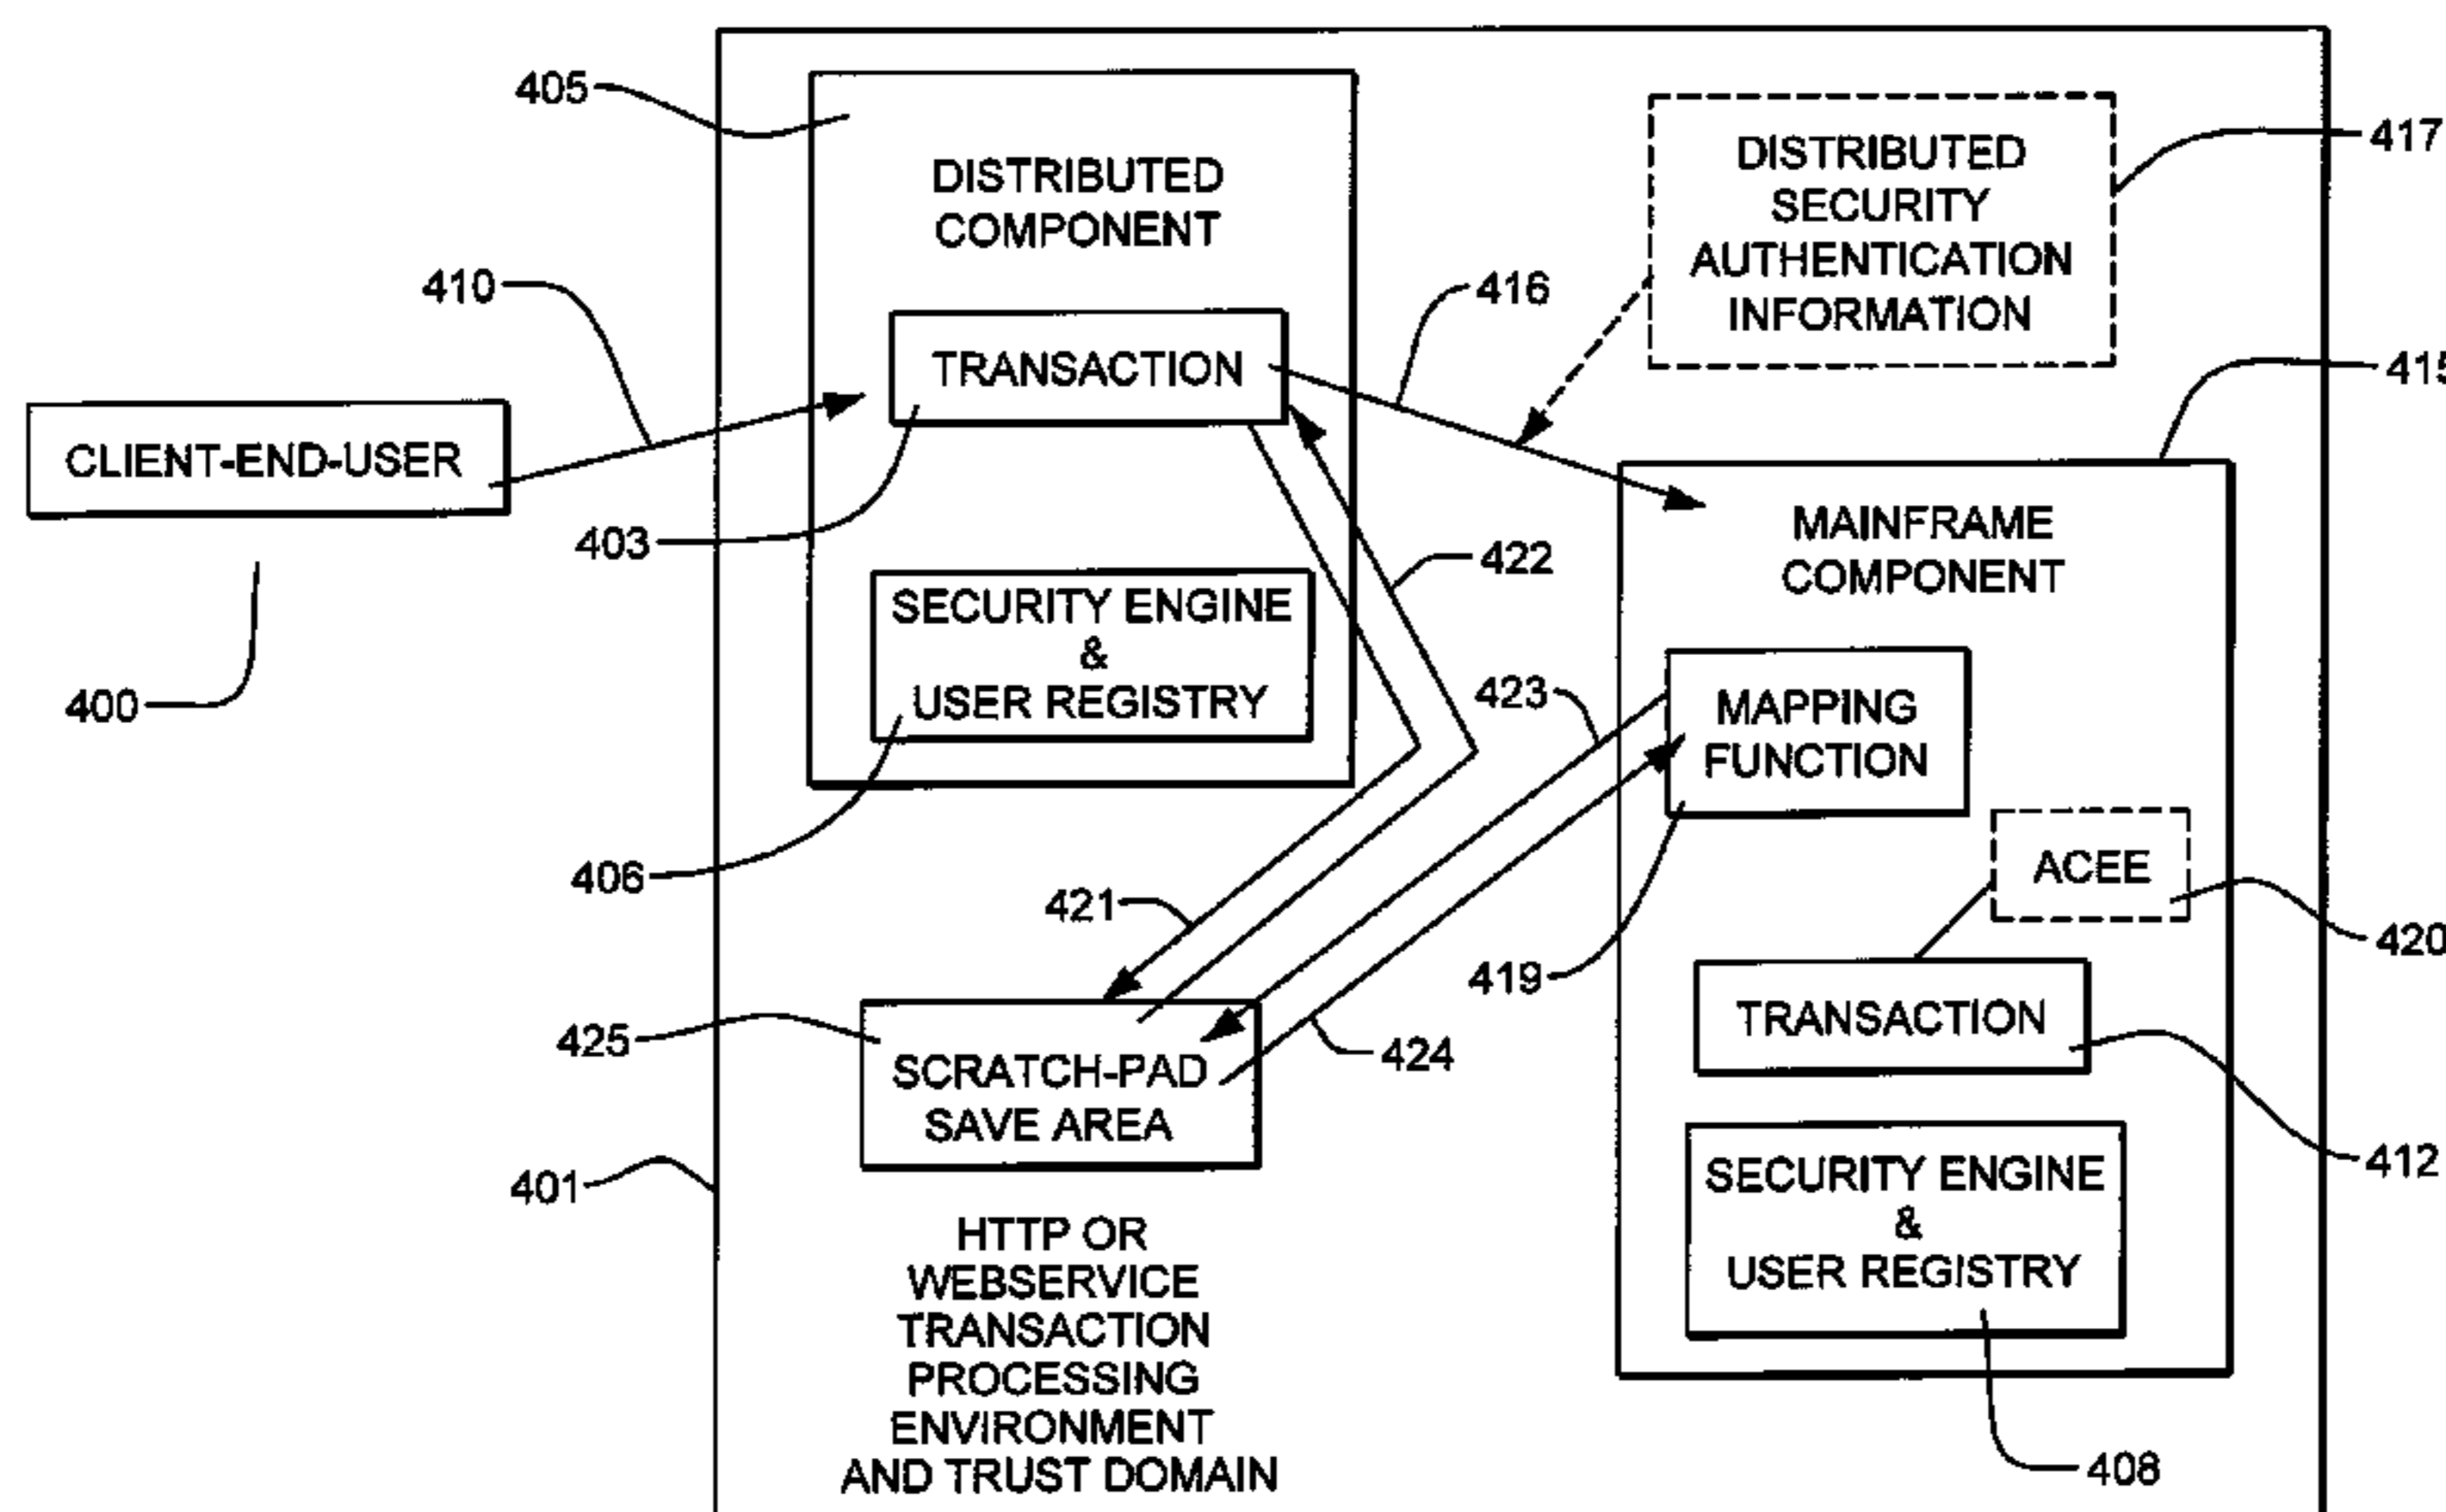 405
DISTRIBUTED
COMPONENT
DISTRIBUTED
SECURITY
AUTHENTICATION
INFORMATION
417
410
416
TRANSACTION
415
CLIENT-END-USER
403
MAINFRAME
COMPONENT
422
SECURITY ENGINE
&
USER REGISTRY
400
423
MAPPING
FUNCTION
406
421
ACEE
420
419
TRANSACTION
425
424
SCRATCH-PAD
SAVE AREA
412
401
SECURITY ENGINE
&
USER REGISTRY
HTTP OR
WEBSERVICE
TRANSACTION
PROCESSING
ENVIRONMENT
AND TRUST DOMAIN
408